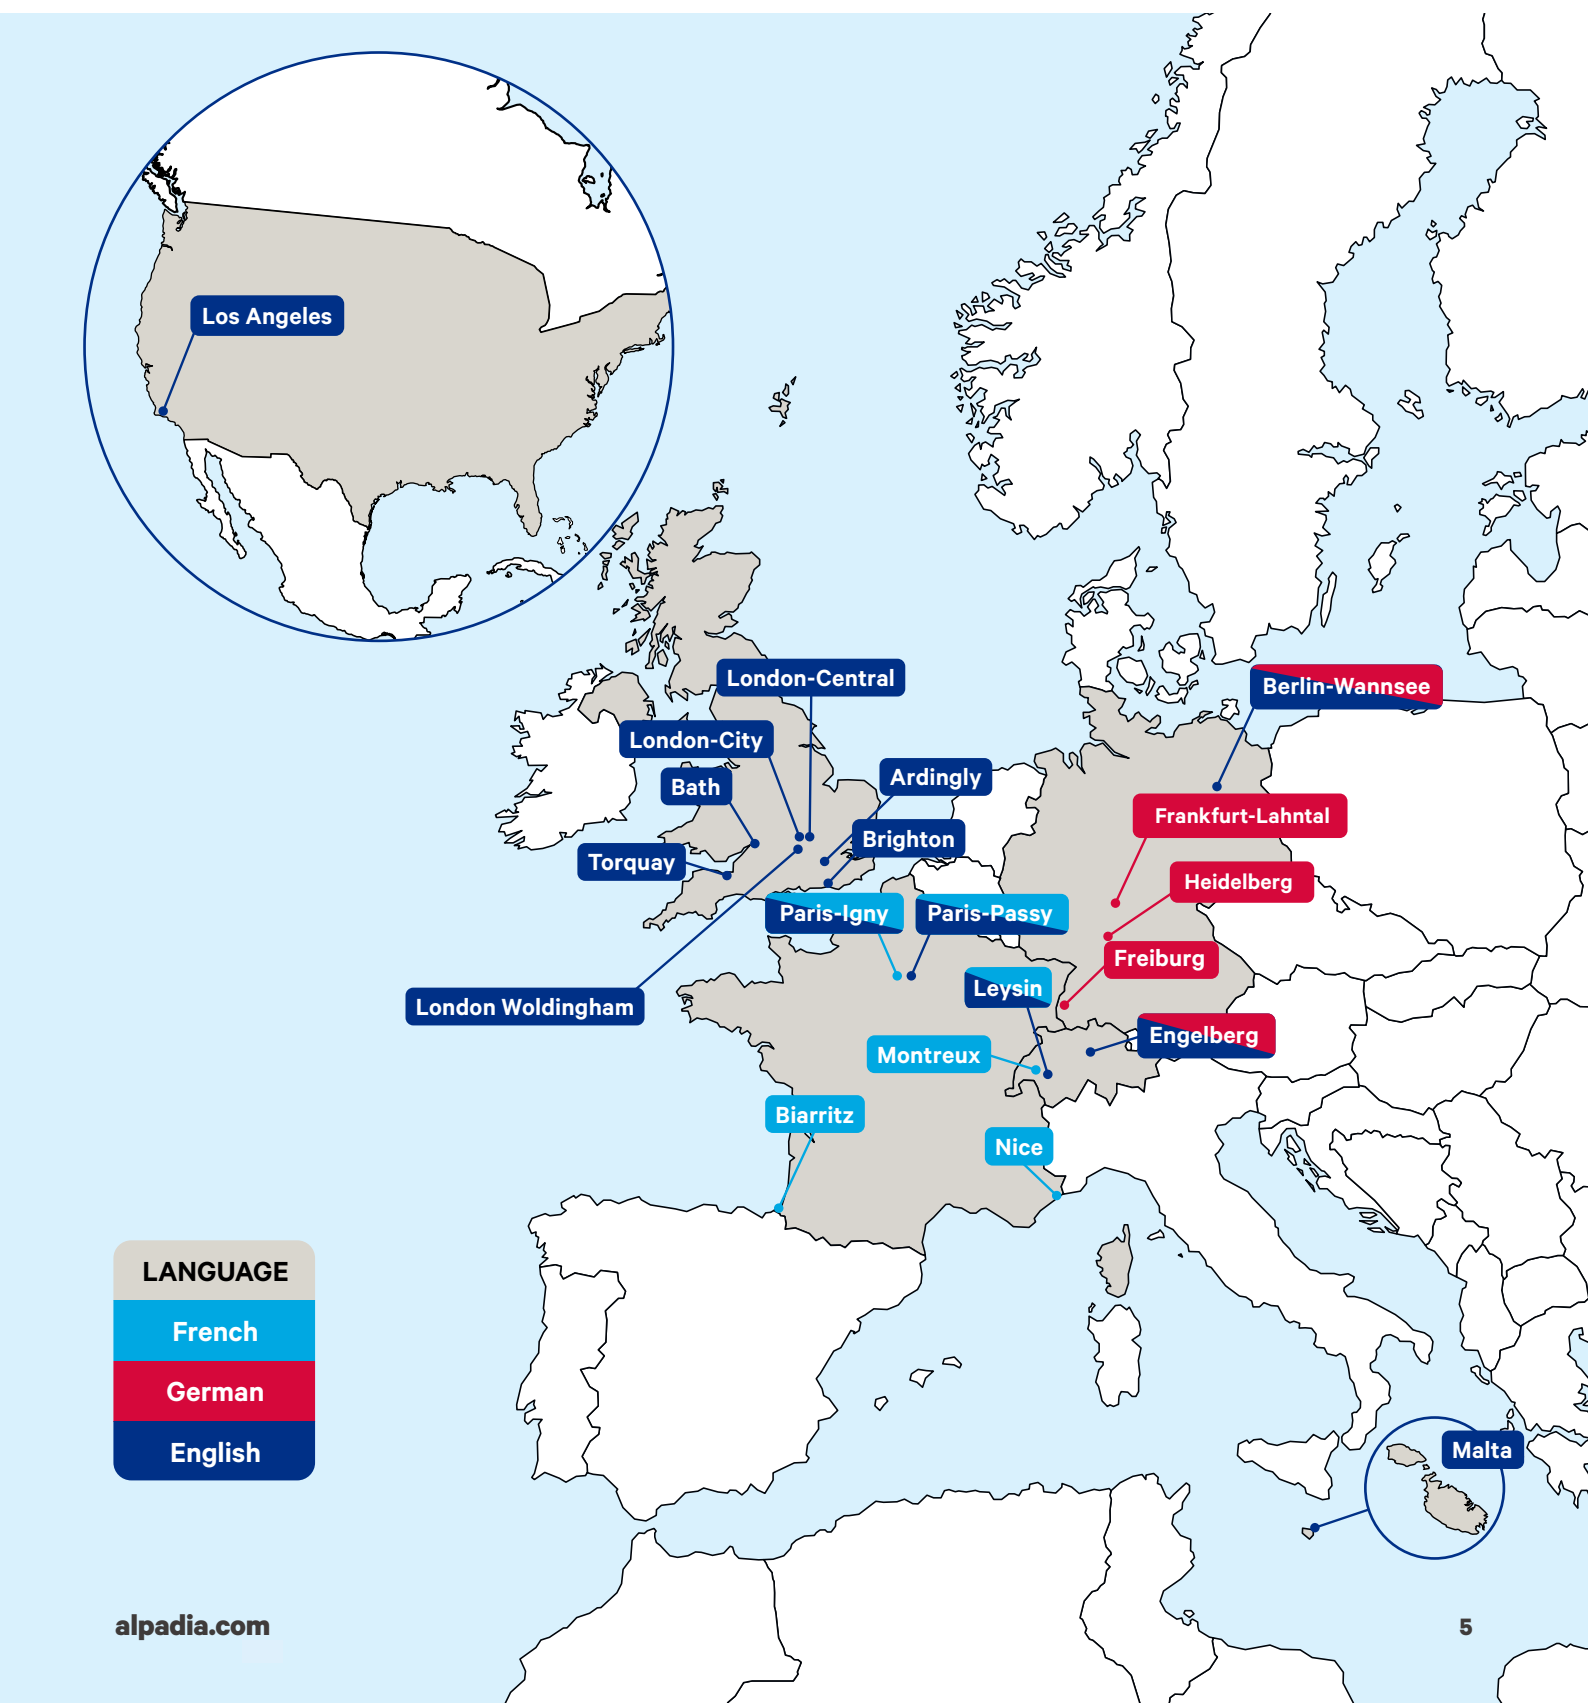 Los Angeles
London-Central
Berlin-Wannsee
London-City
Ardingly
Bath
Frankfurt-Lahntal
Brighton
Torquay
Heidelberg
Paris-Igny
Paris-Passy
Freiburg
Leysin
London Woldingham
Engelberg
Montreux
Biarritz
Nice
LANGUAGE
French
German
English
Malta
alpadia.com
5